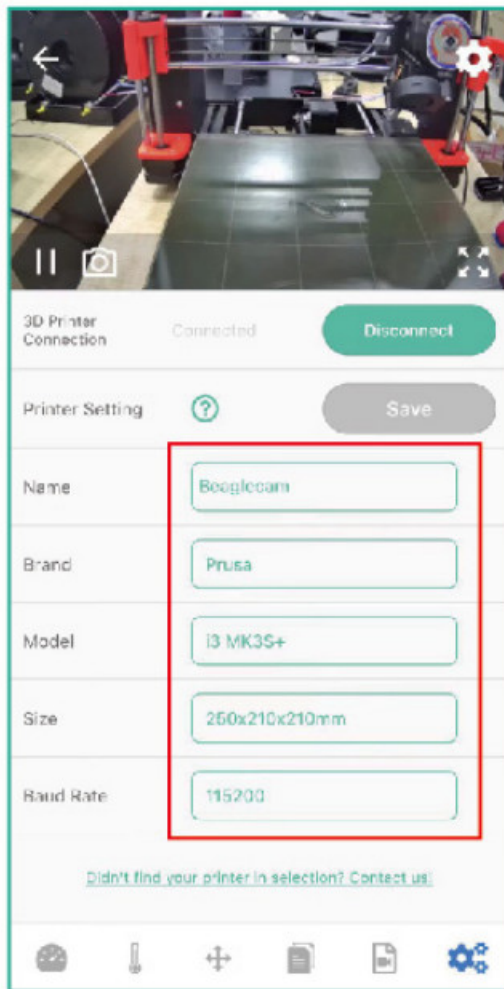 3D Printer
Connection
Connected
Disconnect
Printer Setting
?
Save
Name
Beaglecam
Brand
Prusa
Model
i3 MK3S+
Size
250x210x210mm
Baud Rate
115200
Didn't find your printer in selection? Contact us!